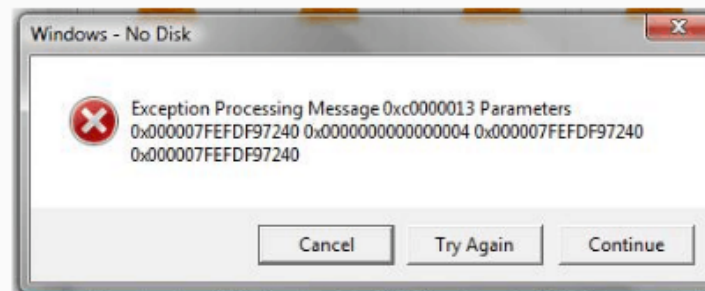 Windows - No Disk
Exception Processing Message 0xc0000013 Parameters
0x000007FEFDF97240 0x0000000000000004 0x000007FEFDF97240
0x000007FEFDF97240
Cancel
Try Again
Continue